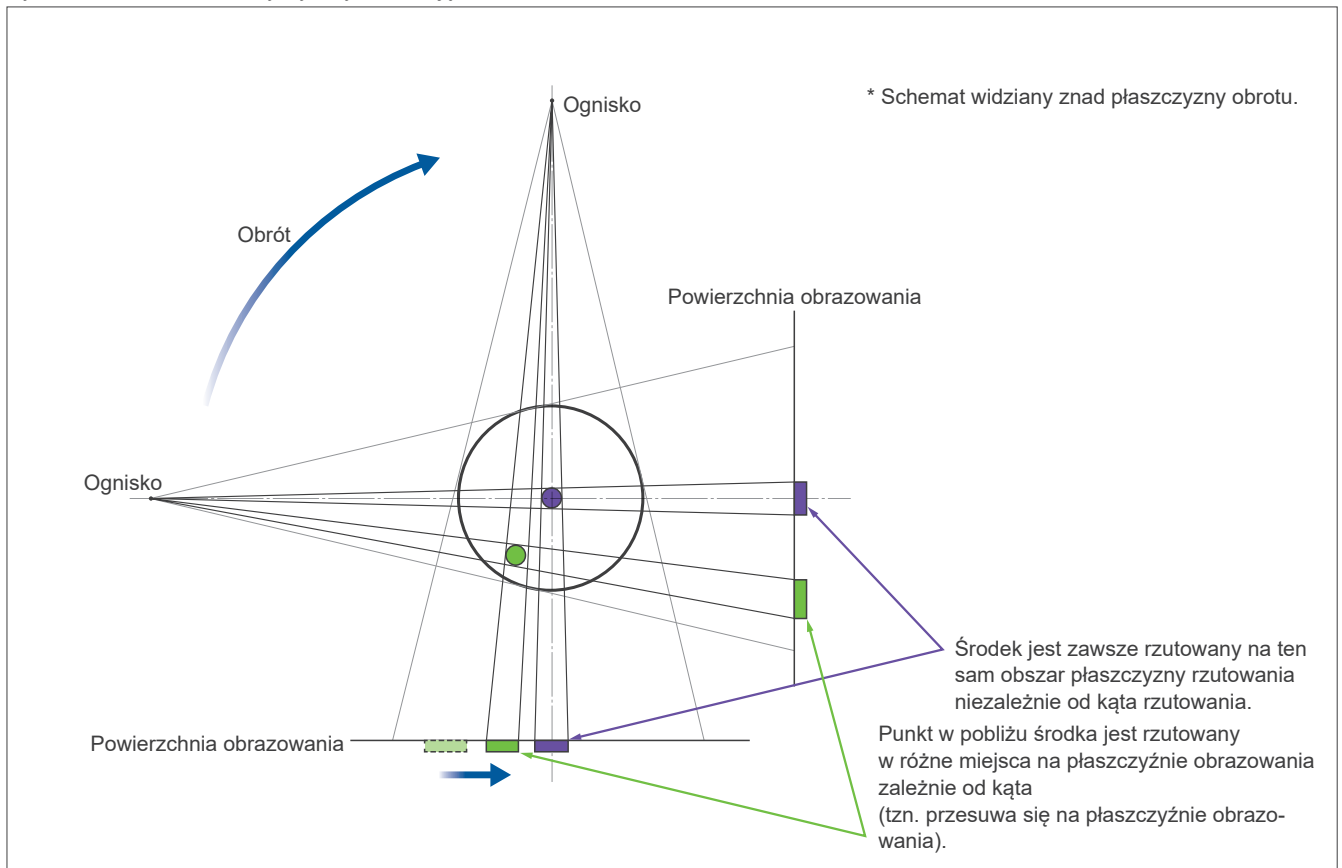 Ognisko
* Schemat widziany znad płaszczyzny obrotu.
Obrót
Powierzchnia obrazowania
Ognisko
Środek jest zawsze rzutowany na ten
sam obszar płaszczyzny rzutowania
niezależnie od kąta rzutowania.
Powierzchnia obrazowania
Punkt w pobliżu środka jest rzutowany
w różne miejsca na płaszczyźnie obrazowania
zależnie od kąta
(tzn. przesuwa się na płaszczyźnie obrazo-
wania).